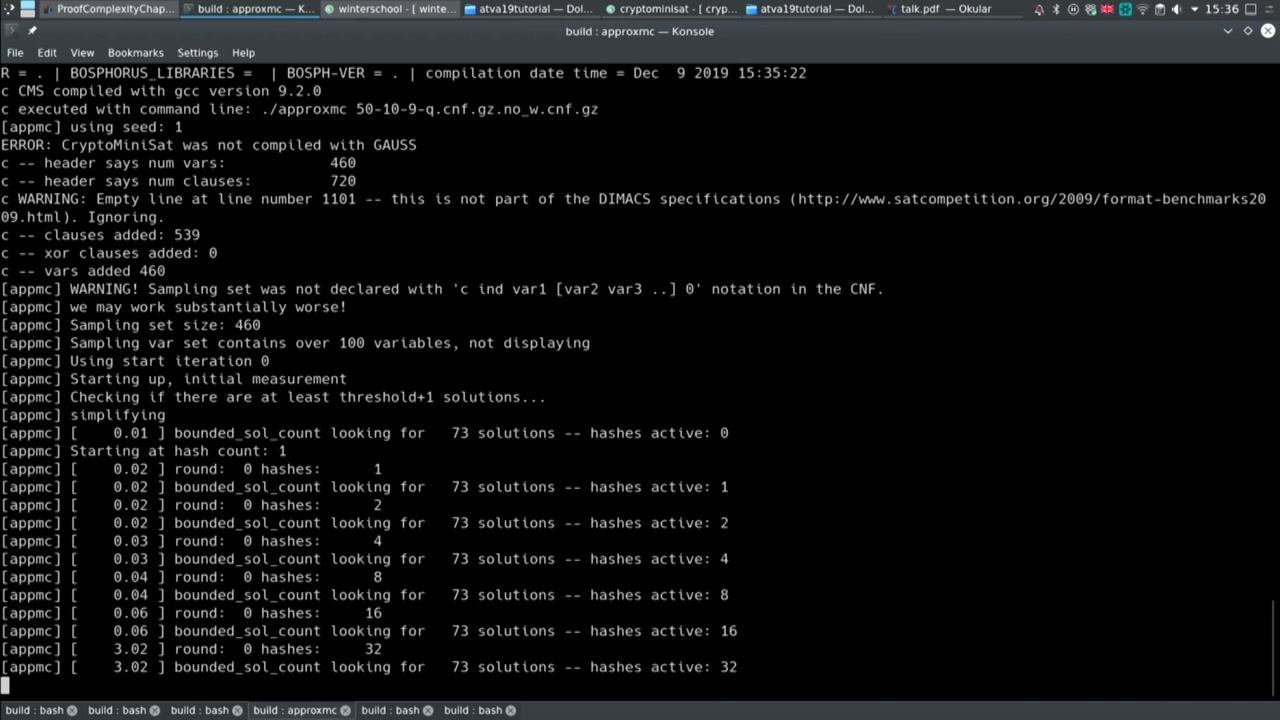 ProofComplexityChap...
build : approxmc — K...
winterschool - [ winte...
atva19tutorial — Dol...
cryptominisat - [ cryp...
atva19tutorial — Dol...
talk.pdf — Okular
15:36
build : approxmc — Konsole
File Edit View Bookmarks Settings Help
R = . | BOSPHORUS_LIBRARIES =  | BOSPH-VER = . | compilation date time = Dec  9 2019 15:35:22
c CMS compiled with gcc version 9.2.0
c executed with command line: ./approxmc 50-10-9-q.cnf.gz.no_w.cnf.gz
[appmc] using seed: 1
ERROR: CryptoMiniSat was not compiled with GAUSS
c -- header says num vars:            460
c -- header says num clauses:         720
c WARNING: Empty line at line number 1101 -- this is not part of the DIMACS specifications (http://www.satcompetition.org/2009/format-benchmarks20
09.html). Ignoring.
c -- clauses added: 539
c -- xor clauses added: 0
c -- vars added 460
[appmc] WARNING! Sampling set was not declared with 'c ind var1 [var2 var3 ..] 0' notation in the CNF.
[appmc] we may work substantially worse!
[appmc] Sampling set size: 460
[appmc] Sampling var set contains over 100 variables, not displaying
[appmc] Using start iteration 0
[appmc] Starting up, initial measurement
[appmc] Checking if there are at least threshold+1 solutions...
[appmc] simplifying
[appmc] [    0.01 ] bounded_sol_count looking for   73 solutions -- hashes active: 0
[appmc] Starting at hash count: 1
[appmc] [    0.02 ] round:  0 hashes:      1
[appmc] [    0.02 ] bounded_sol_count looking for   73 solutions -- hashes active: 1
[appmc] [    0.02 ] round:  0 hashes:      2
[appmc] [    0.02 ] bounded_sol_count looking for   73 solutions -- hashes active: 2
[appmc] [    0.03 ] round:  0 hashes:      4
[appmc] [    0.03 ] bounded_sol_count looking for   73 solutions -- hashes active: 4
[appmc] [    0.04 ] round:  0 hashes:      8
[appmc] [    0.04 ] bounded_sol_count looking for   73 solutions -- hashes active: 8
[appmc] [    0.06 ] round:  0 hashes:     16
[appmc] [    0.06 ] bounded_sol_count looking for   73 solutions -- hashes active: 16
[appmc] [    3.02 ] round:  0 hashes:     32
[appmc] [    3.02 ] bounded_sol_count looking for   73 solutions -- hashes active: 32
build : bash build : bash build : bash build : approxmc build : bash build : bash